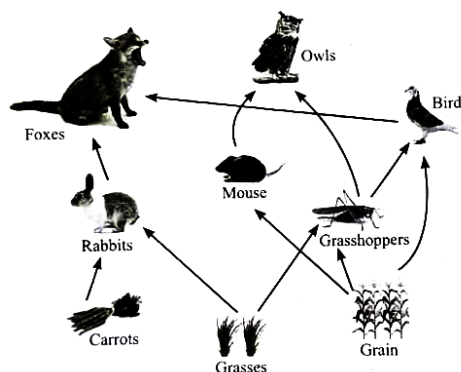 Owls
Bird
Foxes
Mouse
Rabbits
Grasshoppers
Carrots
Grain
Grasses